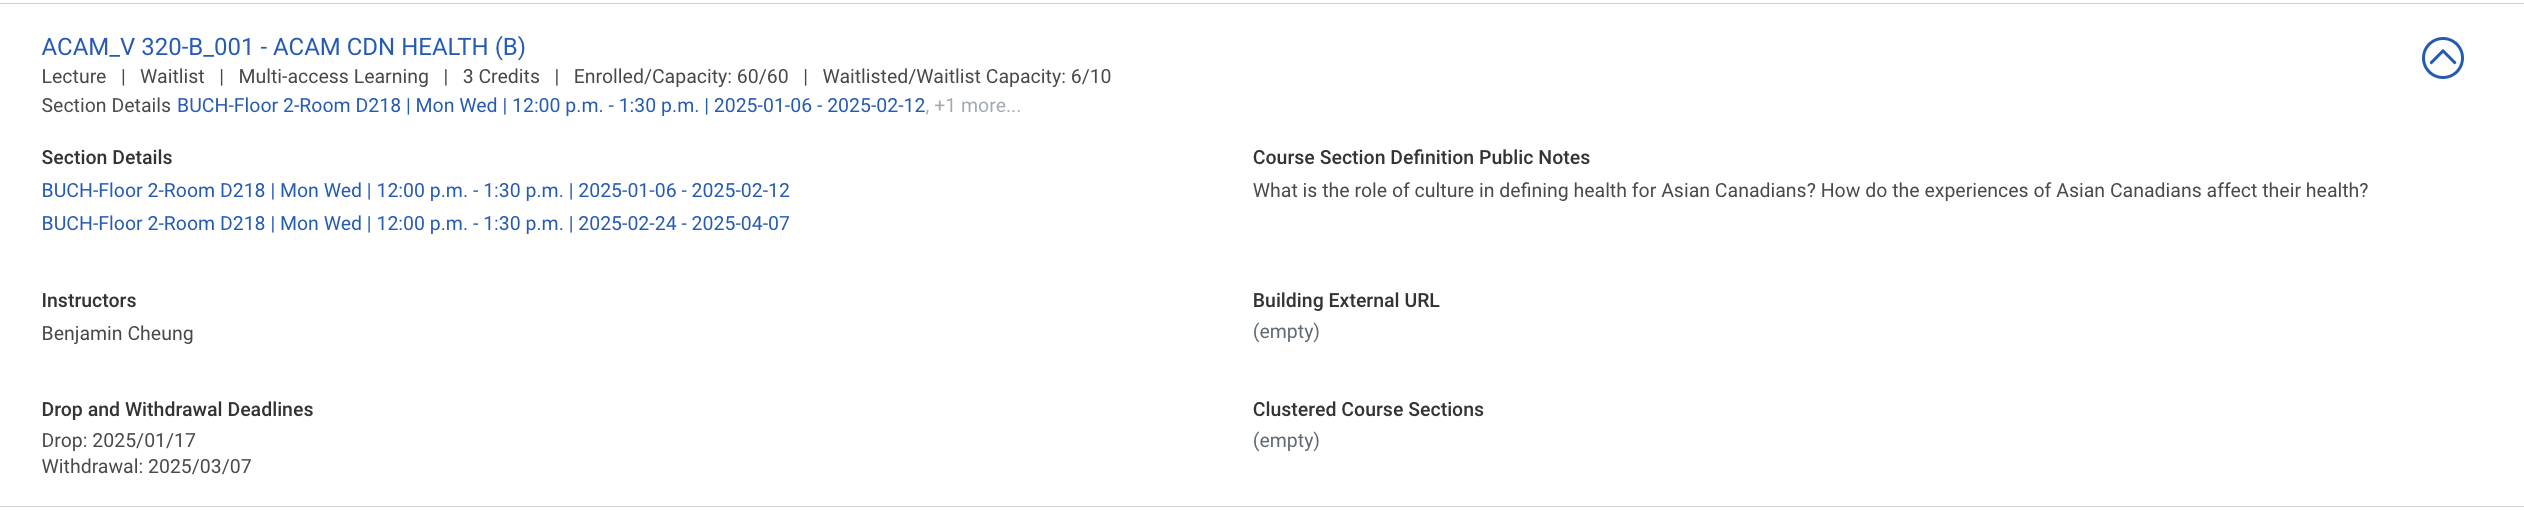 ACAM_V 320-B_001 - ACAM CDN HEALTH (B)
Lecture | Waitlist | Multi-access Learning | 3 Credits | Enrolled/Capacity: 60/60 | Waitlisted/Waitlist Capacity: 6/10
Section Details BUCH-Floor 2-Room D218 | Mon Wed | 12:00 p.m. - 1:30 p.m. | 2025-01-06 - 2025-02-12, +1 more...
Section Details
BUCH-Floor 2-Room D218 | Mon Wed | 12:00 p.m. - 1:30 p.m. | 2025-01-06 - 2025-02-12
BUCH-Floor 2-Room D218 | Mon Wed | 12:00 p.m. - 1:30 p.m. | 2025-02-24 - 2025-04-07
Course Section Definition Public Notes
What is the role of culture in defining health for Asian Canadians? How do the experiences of Asian Canadians affect their health?
Instructors
Benjamin Cheung
Building External URL
(empty)
Drop and Withdrawal Deadlines
Drop: 2025/01/17
Withdrawal: 2025/03/07
Clustered Course Sections
(empty)